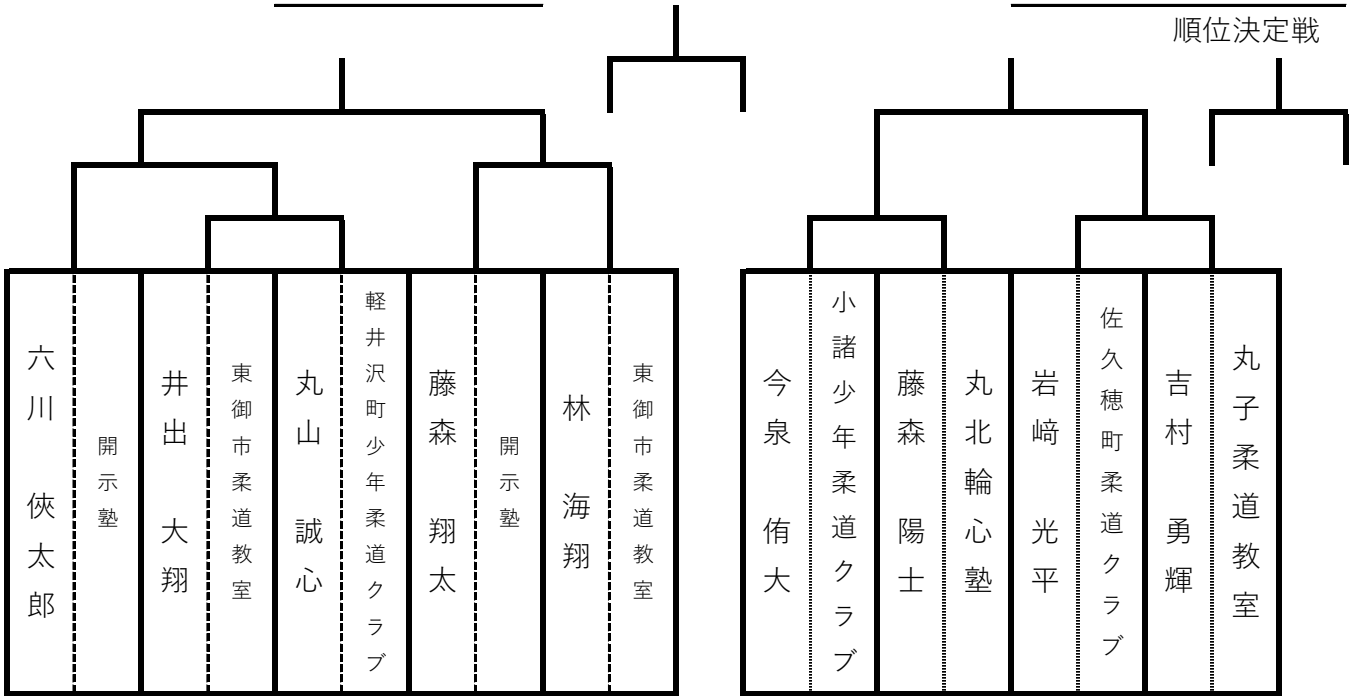 順位決定戦
六川 俠太郎
開示塾
井出 大翔
東御市柔道教室
丸山 誠心
軽井沢町少年柔道クラブ
藤森 翔太
開示塾
林 海翔
東御市柔道教室
今泉 侑大
小諸少年柔道クラブ
藤森 陽士
丸北輪心塾
岩﨑 光平
佐久穂町柔道クラブ
吉村 勇輝
丸子柔道教室